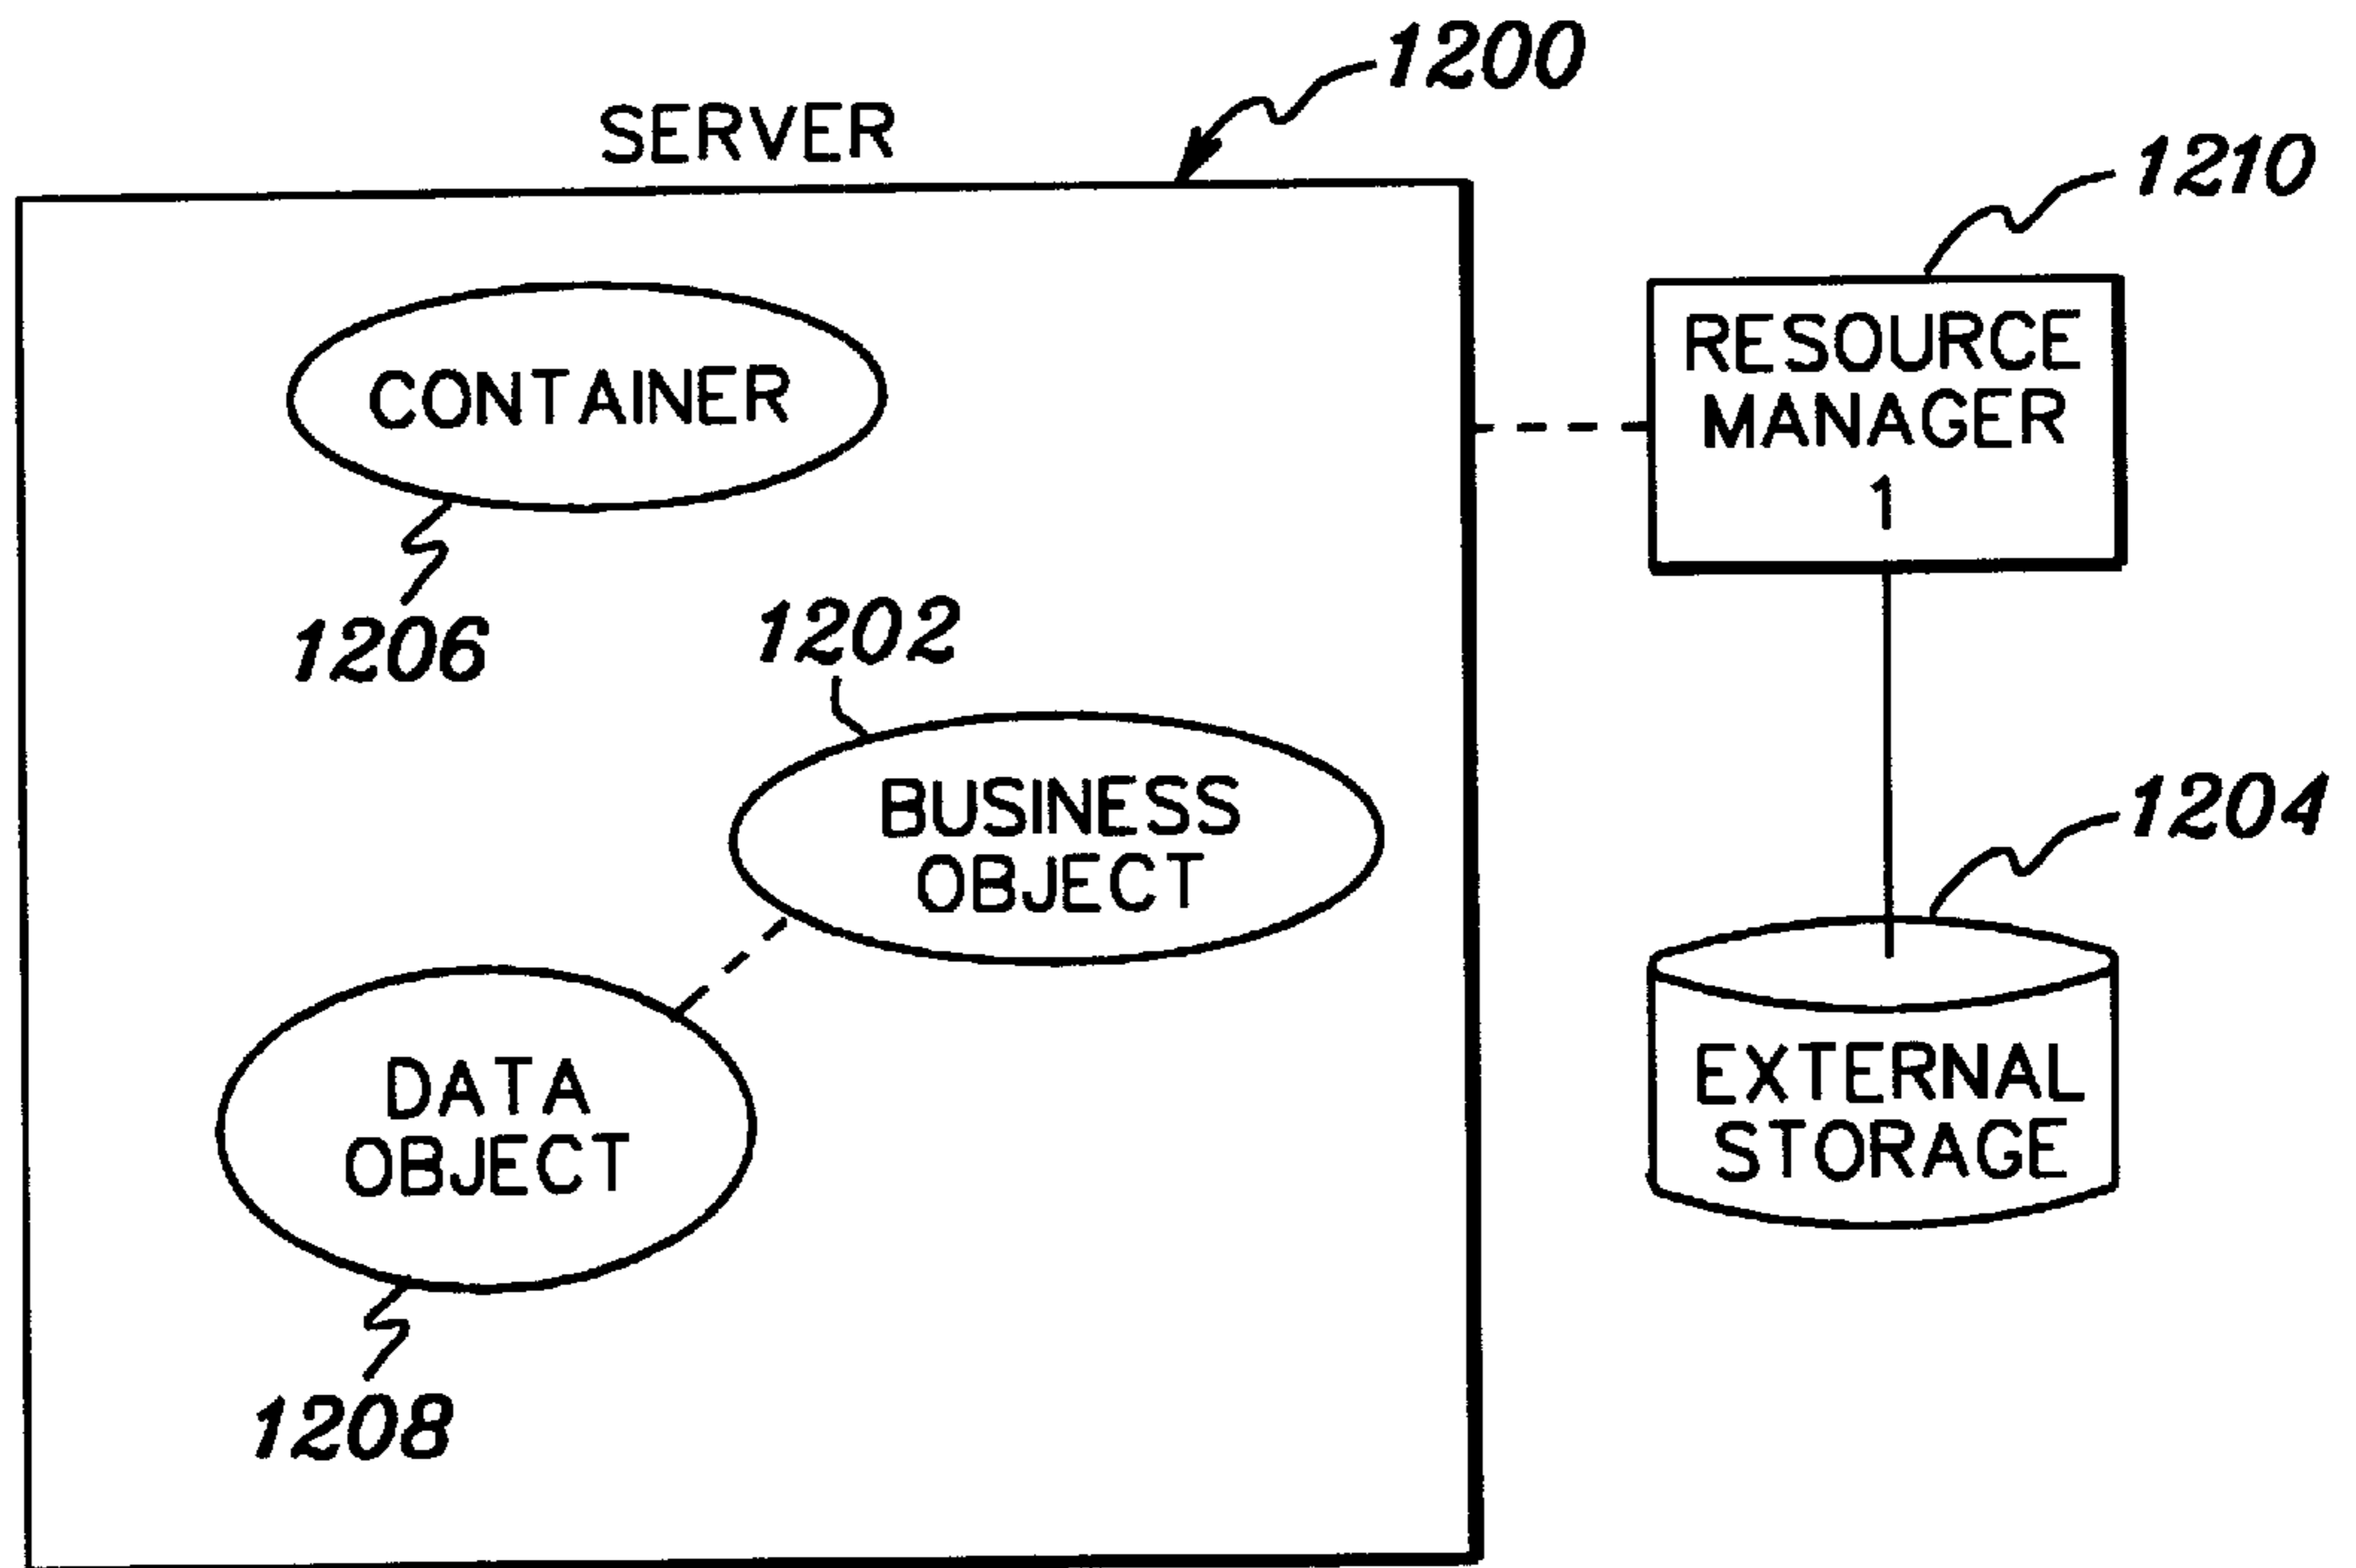 1200
SERVER
1210
RESOURCE
MANAGER
1
CONTAINER
1206
1202
BUSINESS
OBJECT
1204
EXTERNAL
STORAGE
DATA
OBJECT
1208